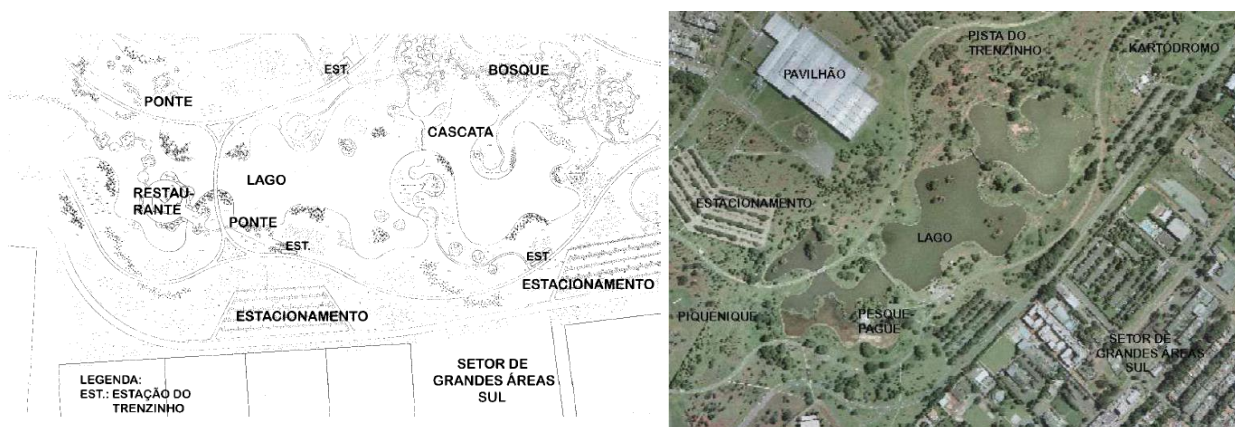 EST.
BOSQUE
PONTE
CASCATA
RESTAU-
RANTE
LAGO
PONTE
EST.
EST.
ESTACIONAMENTO
ESTACIONAMENTO
SETOR DE
GRANDES ÁREAS
SUL
LEGENDA:
EST.: ESTAÇÃO DO
TRENZINHO
PISTA DO
TRENZINHO
KARTÓDROMO
PAVILHÃO
ESTACIONAMENTO
LAGO
PIQUENIQUE
PESQUE-
PAGUE
SETOR DE
GRANDES ÁREAS
SUL